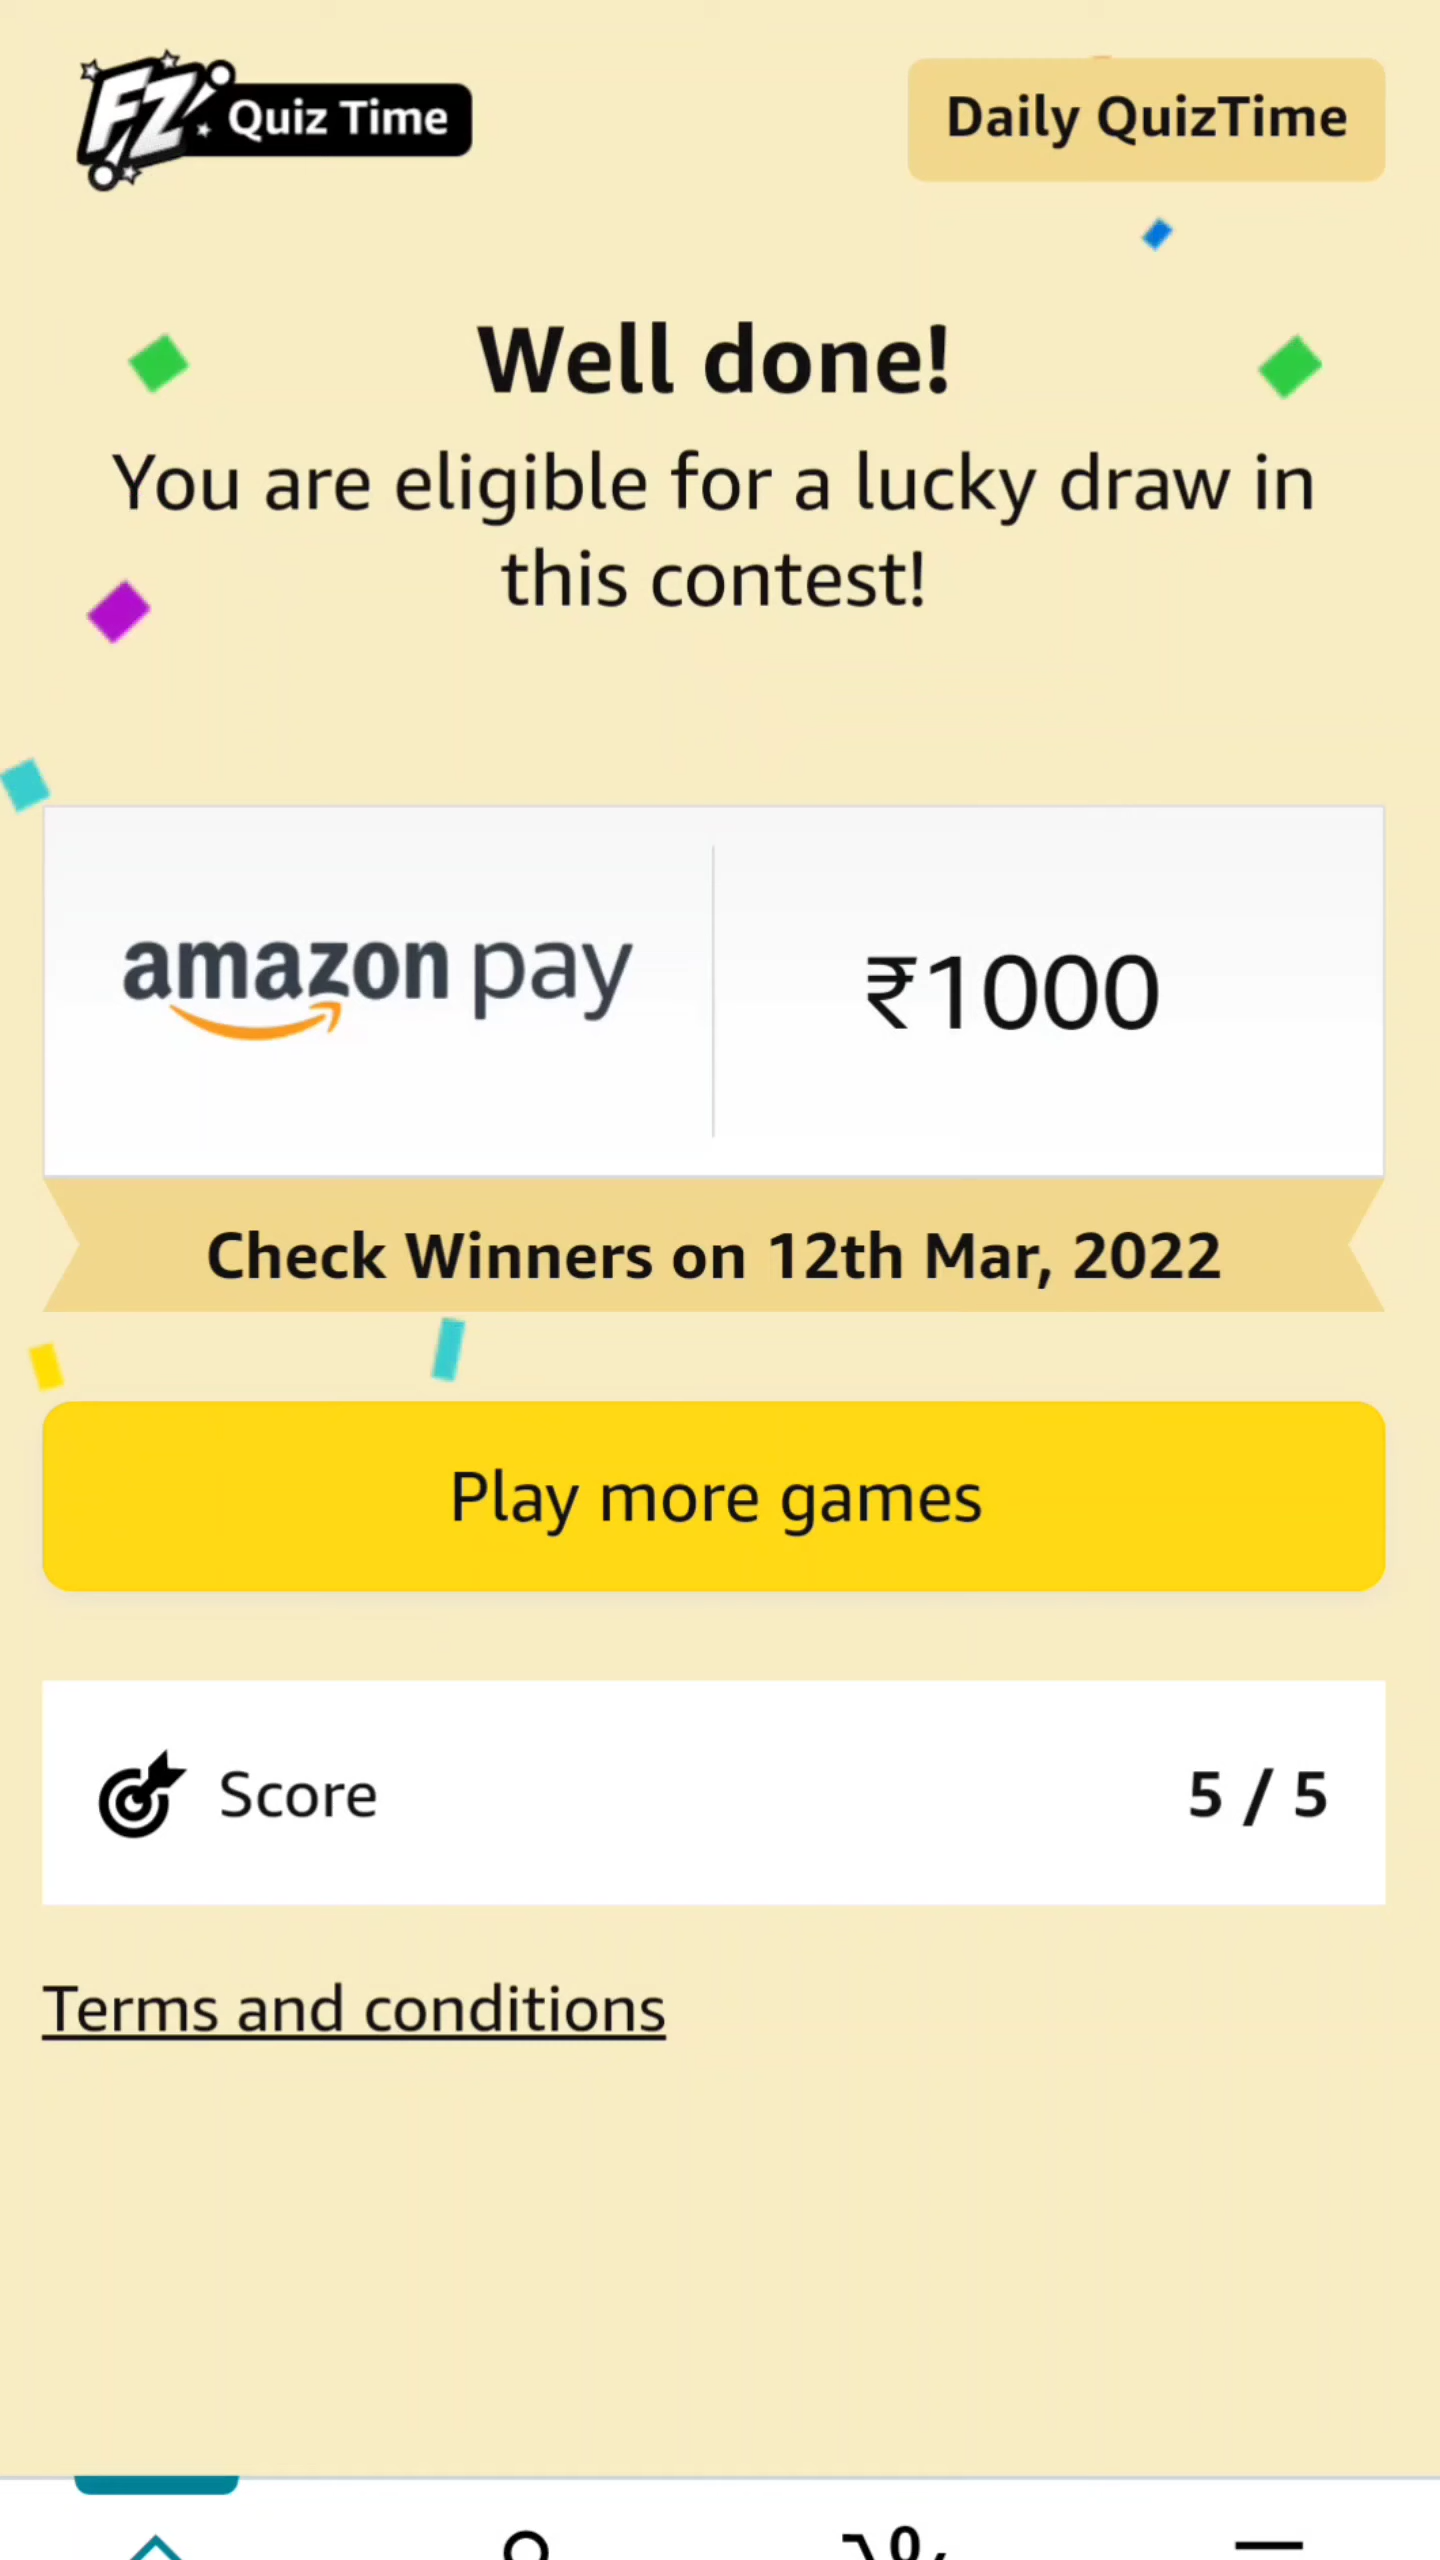 FZ Quiz Time
Daily QuizTime
Well done!
You are eligible for a lucky draw in
this contest!
amazon pay
₹1000
Check Winners on 12th Mar, 2022
Play more games
Score
5 / 5
Terms and conditions